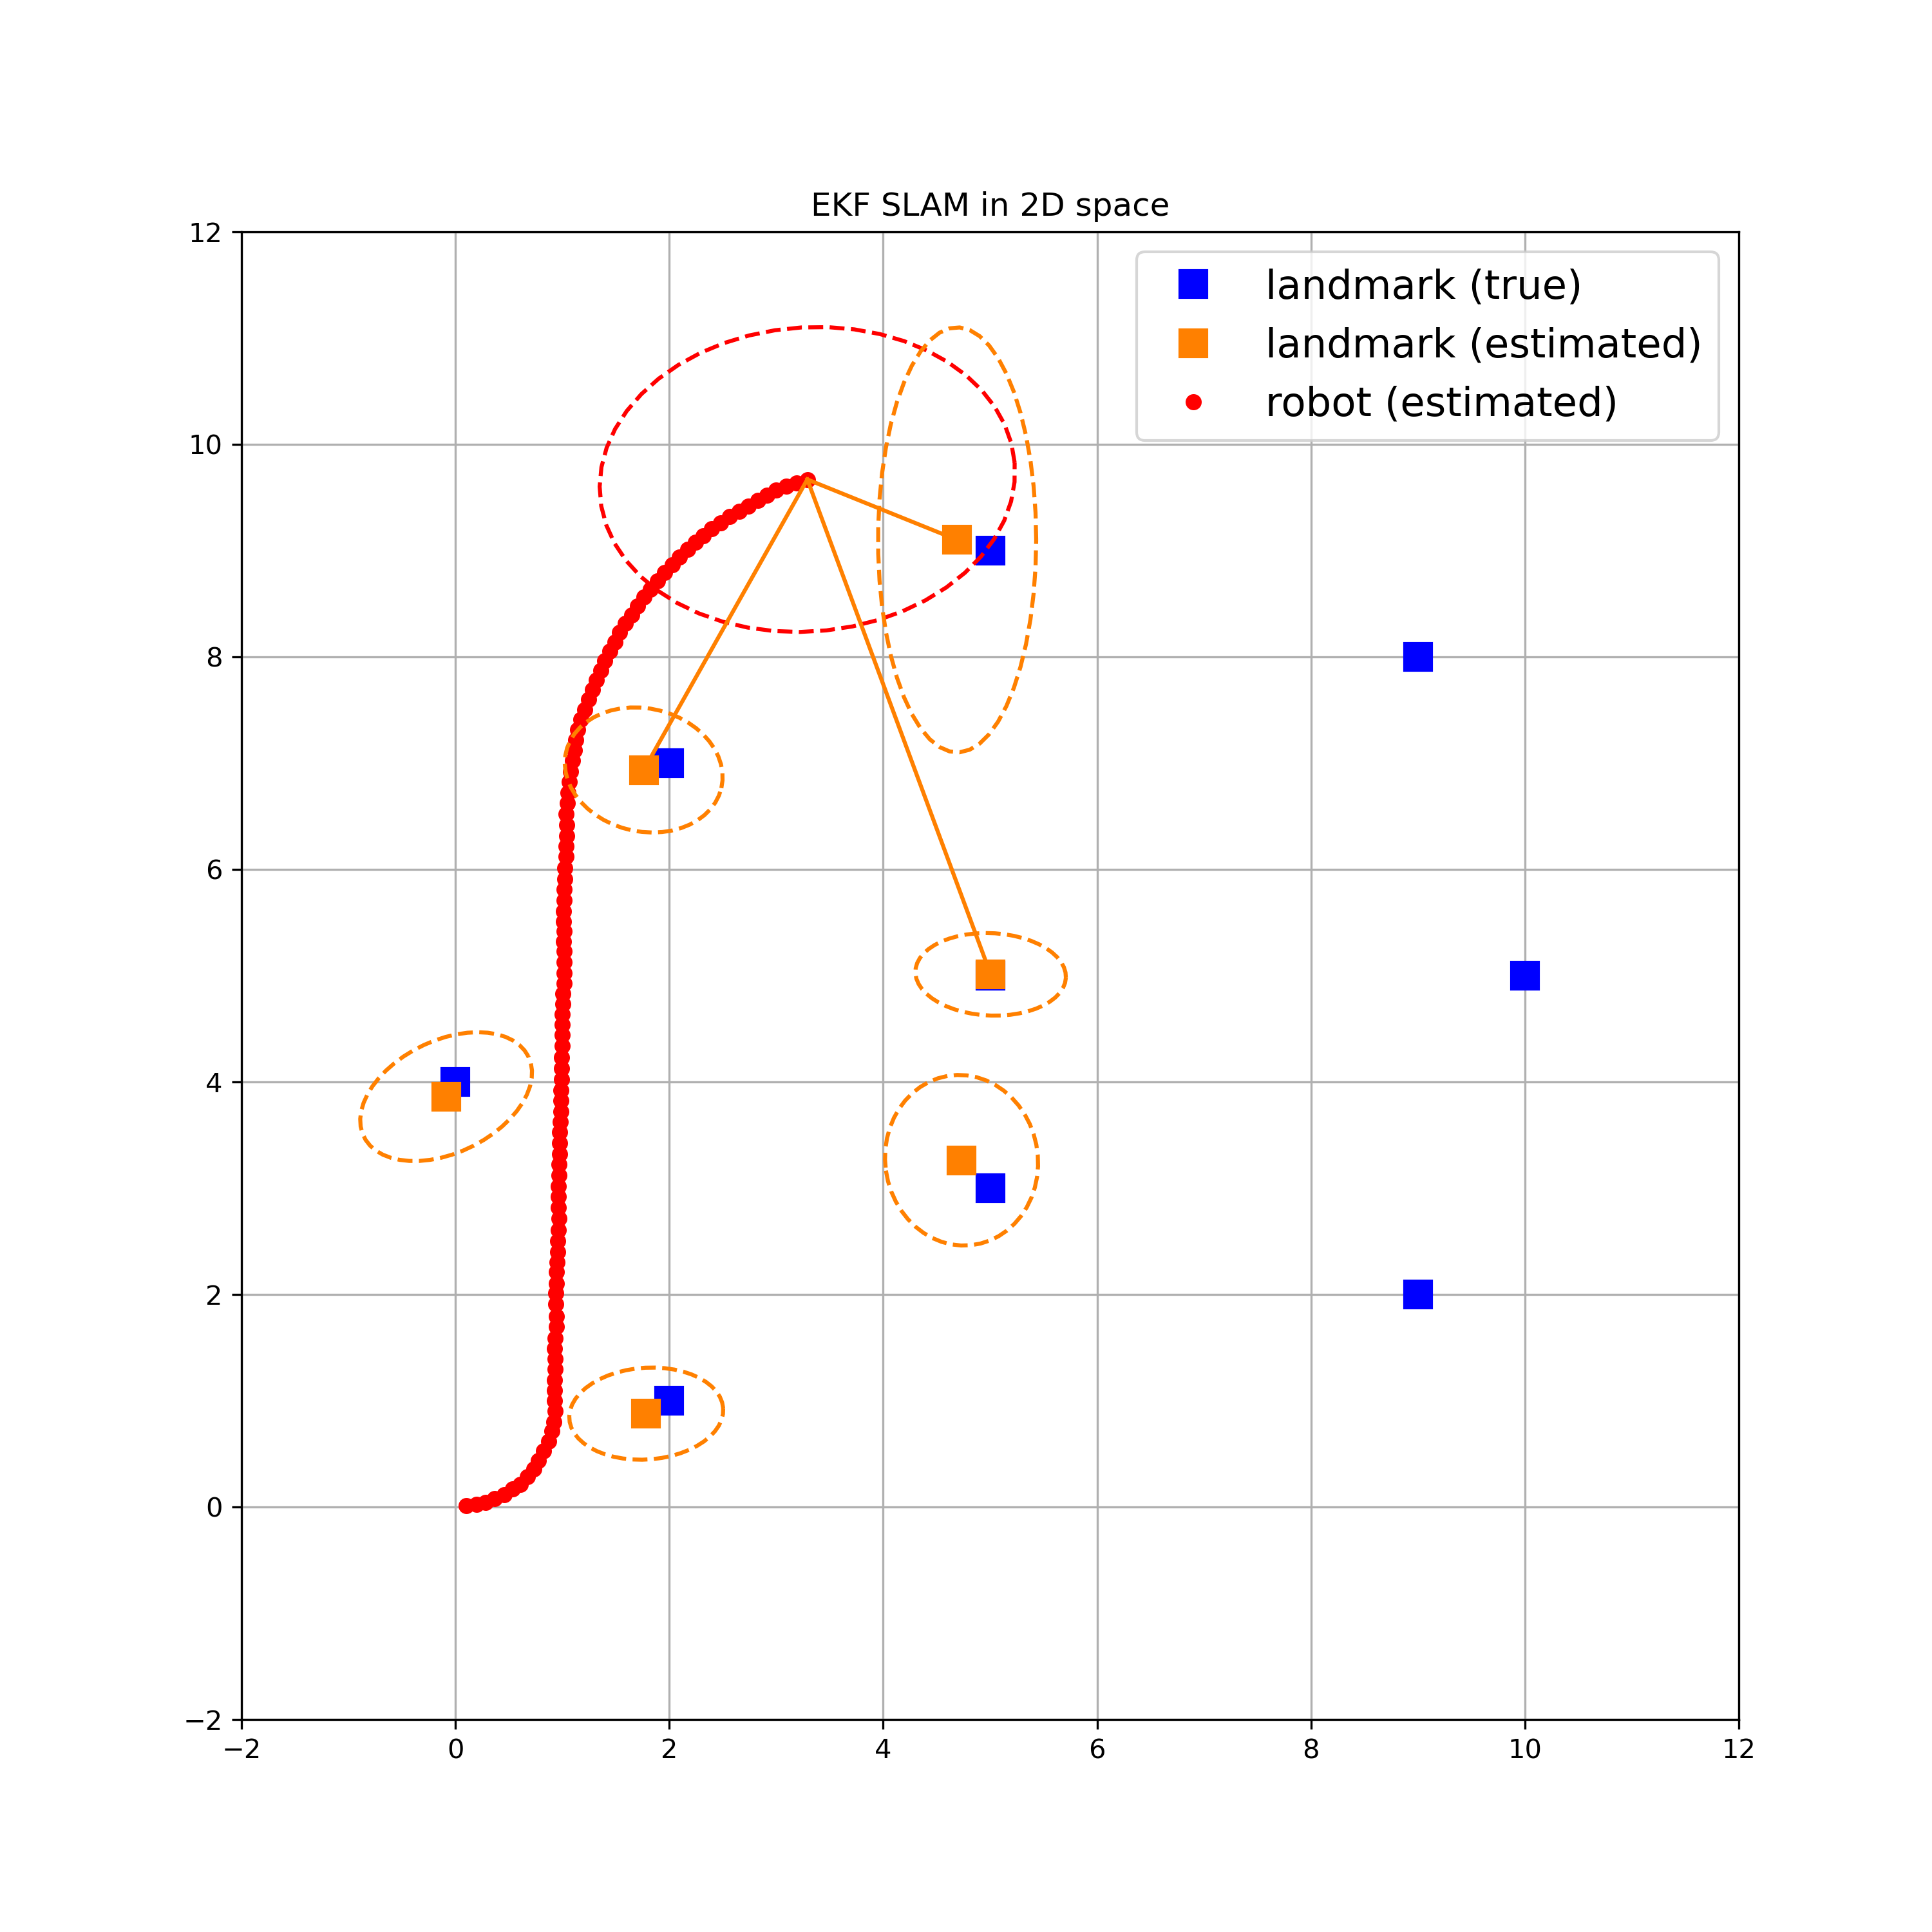 EKF SLAM in 2D space
12
10
8
6
4
2
0
−2
−2 0 2 4 6 8 10 12
landmark (true)
landmark (estimated)
robot (estimated)